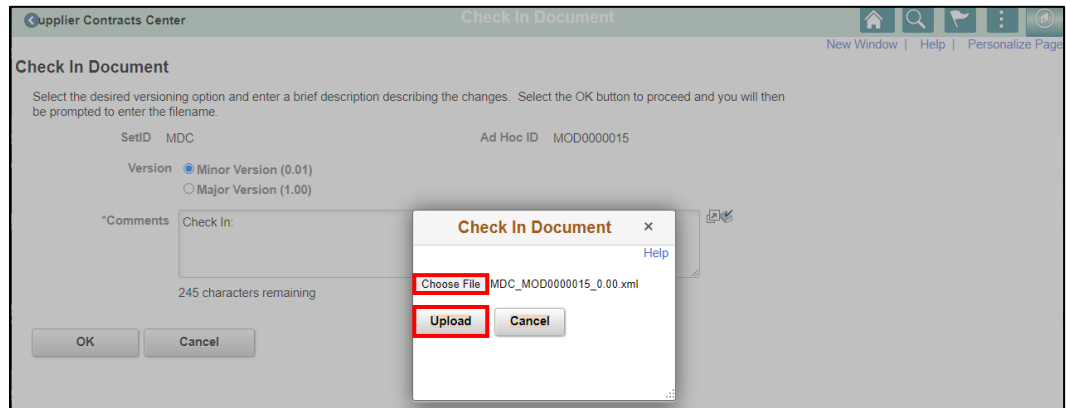 Supplier Contracts Center
Check In Document
New Window | Help | Personalize Page
Check In Document
Select the desired versioning option and enter a brief description describing the changes. Select the OK button to proceed and you will then
be prompted to enter the filename.
SetID MDC Ad Hoc ID MOD0000015
Version Minor Version (0.01)
Major Version (1.00)
*Comments Check In:
245 characters remaining
OK Cancel
Check In Document ×
Help
Choose File MDC_MOD0000015_0.00.xml
Upload Cancel